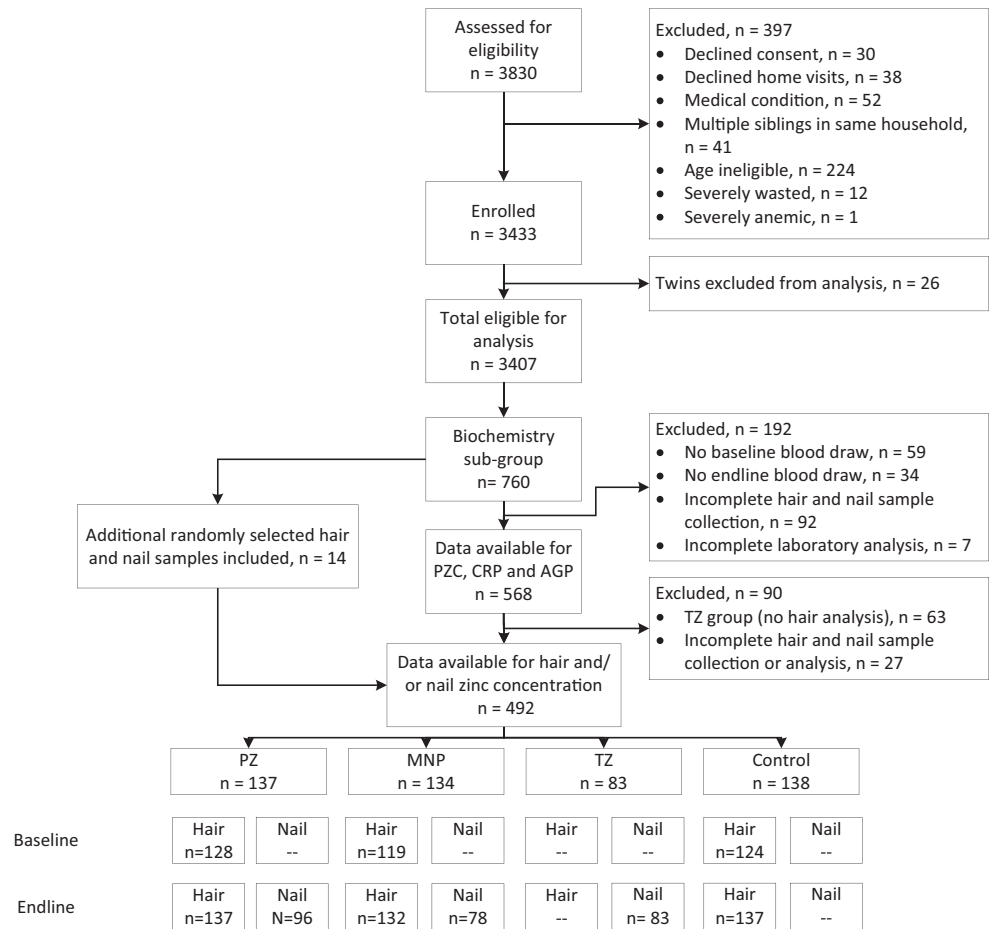 Assessed for
eligibility
n = 3830
Excluded, n = 397
• Declined consent, n = 30
• Declined home visits, n = 38
• Medical condition, n = 52
• Multiple siblings in same household,
n = 41
• Age ineligible, n = 224
• Severely wasted, n = 12
• Severely anemic, n = 1
Enrolled
n = 3433
Twins excluded from analysis, n = 26
Total eligible for
analysis
n = 3407
Biochemistry
sub-group
n= 760
Excluded, n = 192
• No baseline blood draw, n = 59
• No endline blood draw, n = 34
• Incomplete hair and nail sample
collection, n = 92
• Incomplete laboratory analysis, n = 7
Additional randomly selected hair
and nail samples included, n = 14
Data available for
PZC, CRP and AGP
n = 568
Excluded, n = 90
• TZ group (no hair analysis), n = 63
• Incomplete hair and nail sample
collection or analysis, n = 27
Data available for hair and/
or nail zinc concentration
n = 492
PZ
n = 137
MNP
n = 134
TZ
n = 83
Control
n = 138
Baseline
Hair
n=128
Nail
--
Hair
n=119
Nail
--
Hair
--
Nail
--
Hair
n=124
Nail
--
Endline
Hair
n=137
Nail
N=96
Hair
n=132
Nail
n=78
Hair
--
Nail
n= 83
Hair
n=137
Nail
--